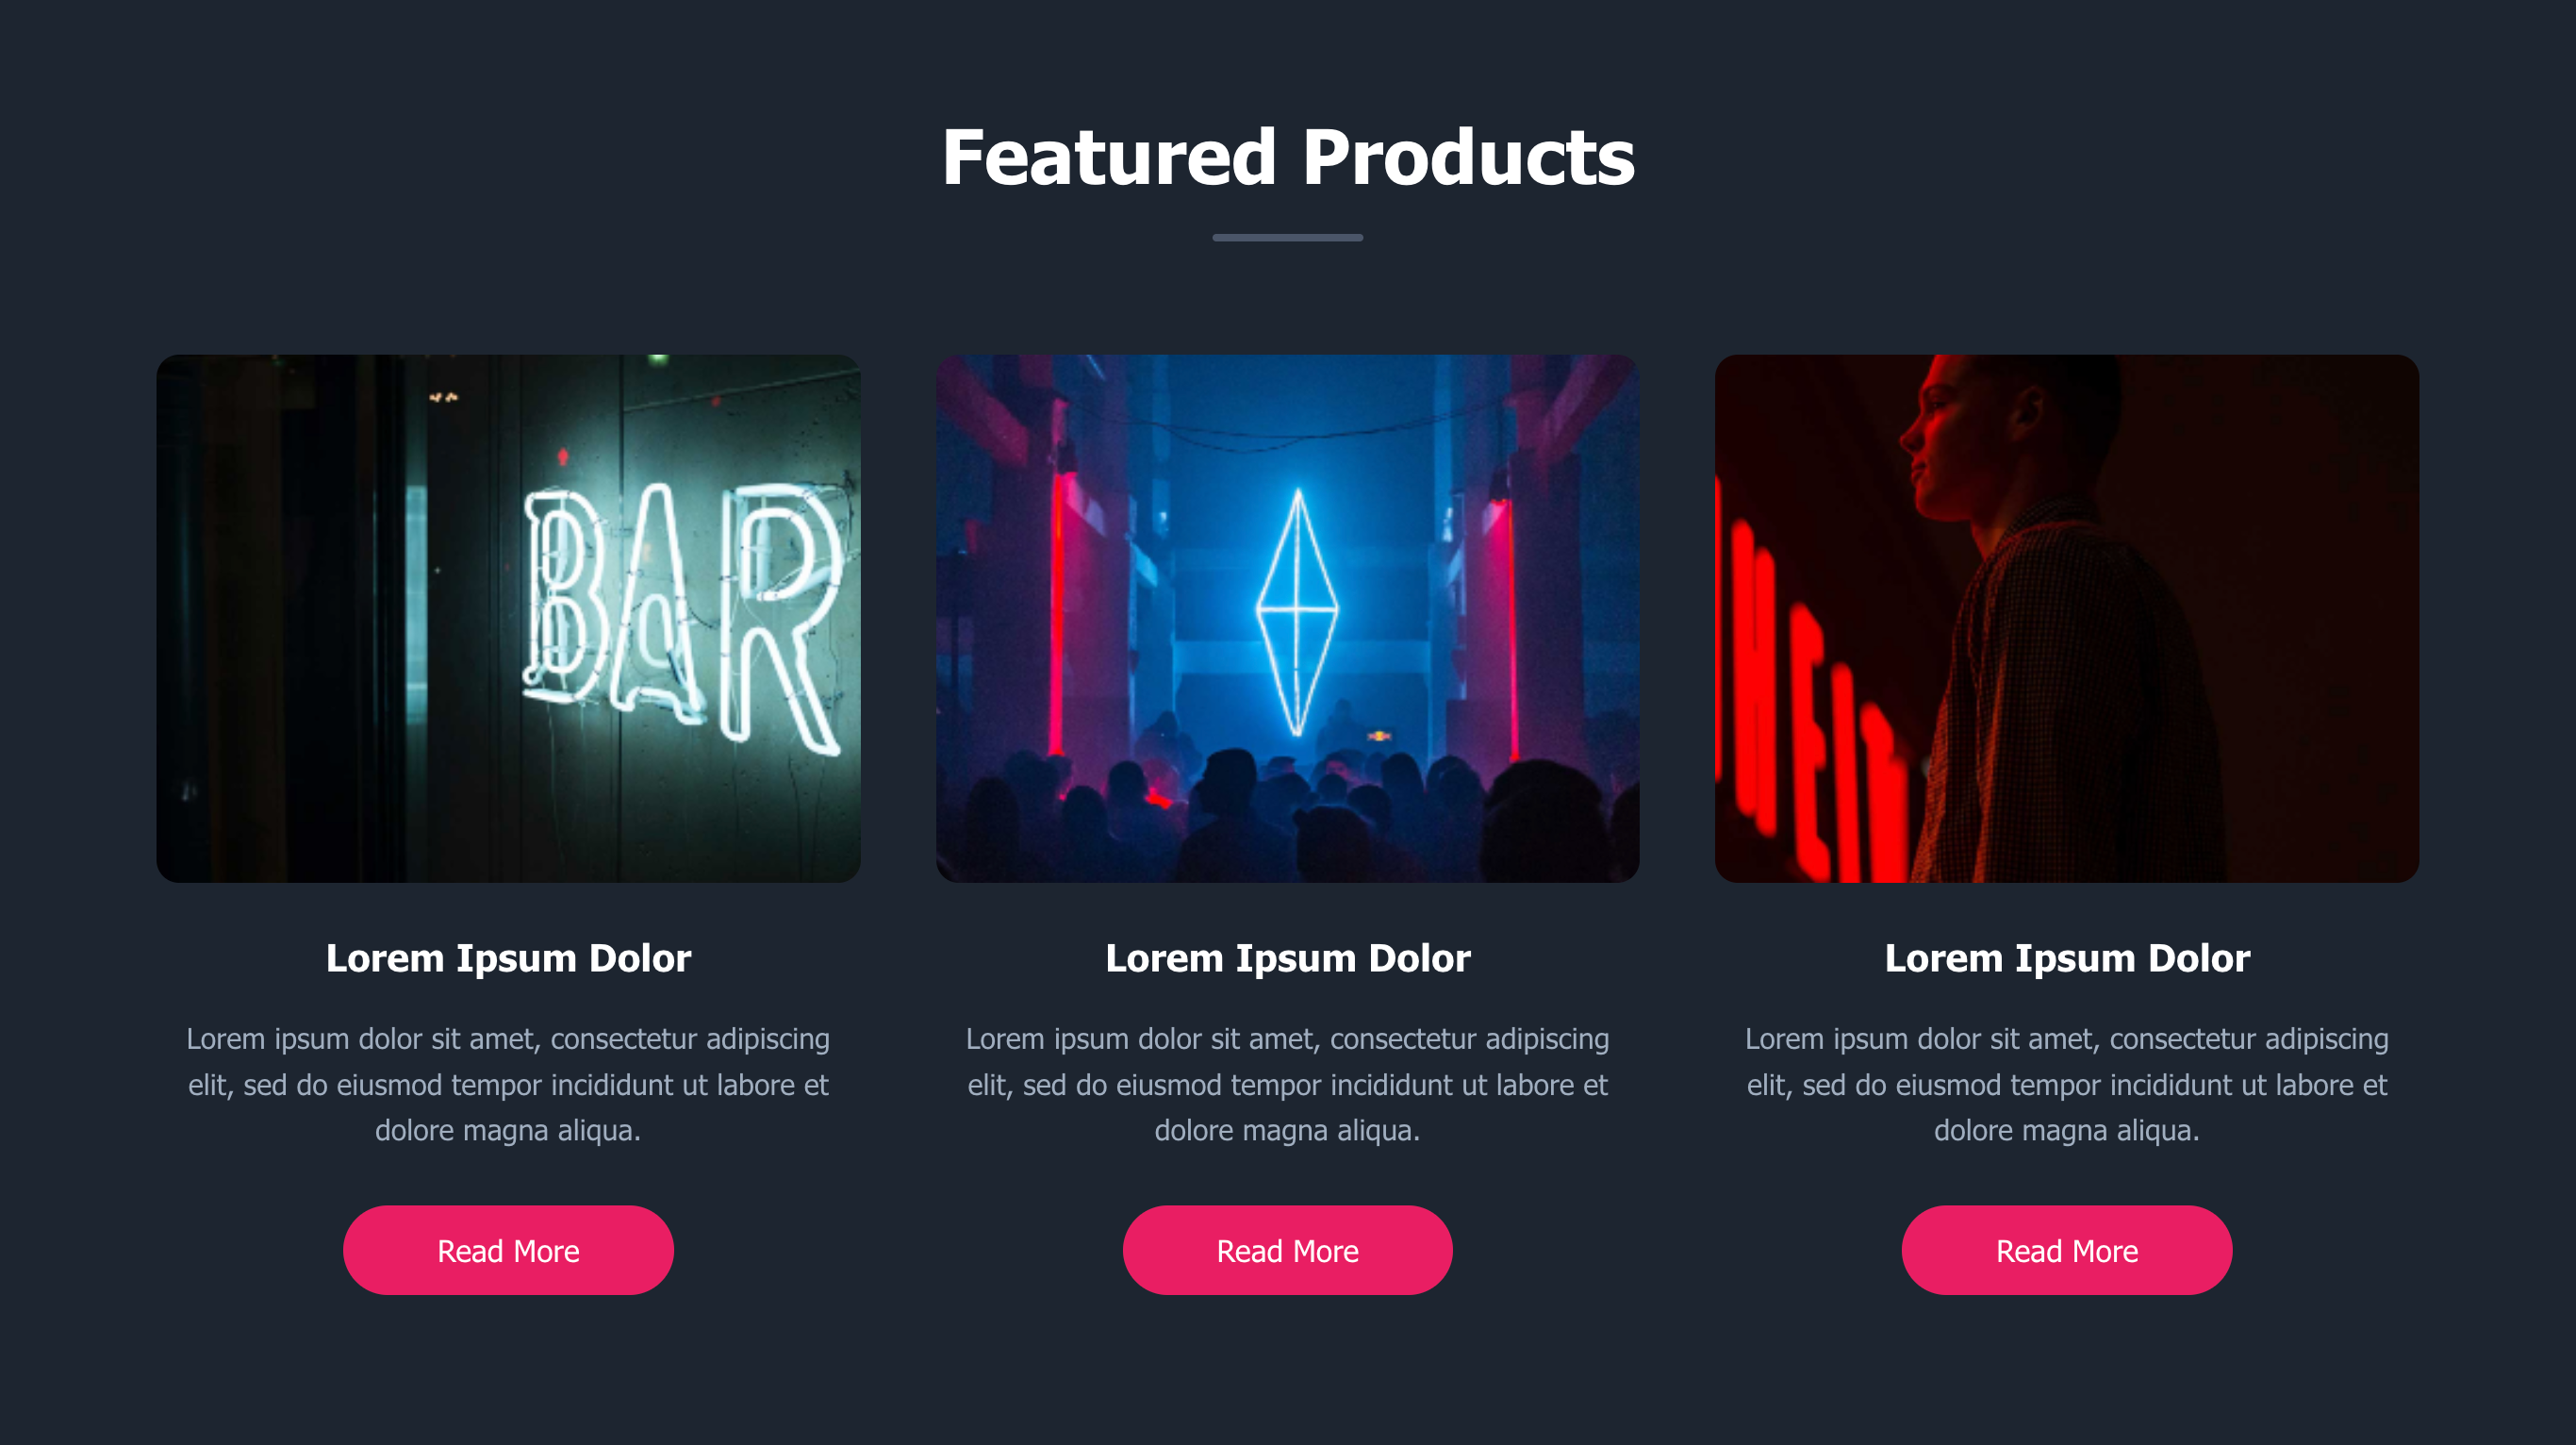 Featured Products
BAR
Lorem Ipsum Dolor
Lorem ipsum dolor sit amet, consectetur adipiscing
elit, sed do eiusmod tempor incididunt ut labore et
dolore magna aliqua.
Read More
Lorem Ipsum Dolor
Lorem ipsum dolor sit amet, consectetur adipiscing
elit, sed do eiusmod tempor incididunt ut labore et
dolore magna aliqua.
Read More
Lorem Ipsum Dolor
Lorem ipsum dolor sit amet, consectetur adipiscing
elit, sed do eiusmod tempor incididunt ut labore et
dolore magna aliqua.
Read More